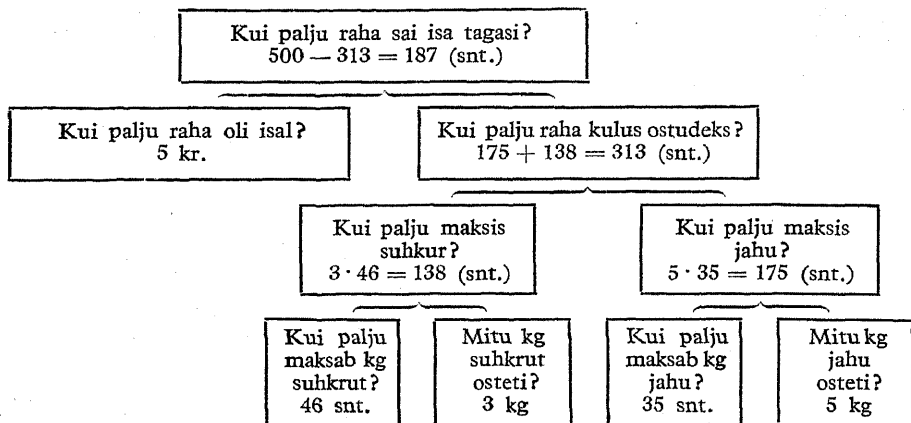 Kui palju raha sai isa tagasi?
500 — 313 = 187 (snt.)
Kui palju raha oli isal?
5 kr.
Kui palju raha kulus ostudeks?
175 + 138 = 313 (snt.)
Kui palju maksis
suhkur?
3 · 46 = 138 (snt.)
Kui palju maksis
jahu?
5 · 35 = 175 (snt.)
Kui palju
maksab kg
suhkrut?
46 snt.
Mitu kg
suhkrut
osteti?
3 kg
Kui palju
maksab kg
jahu?
35 snt.
Mitu kg
jahu
osteti?
5 kg